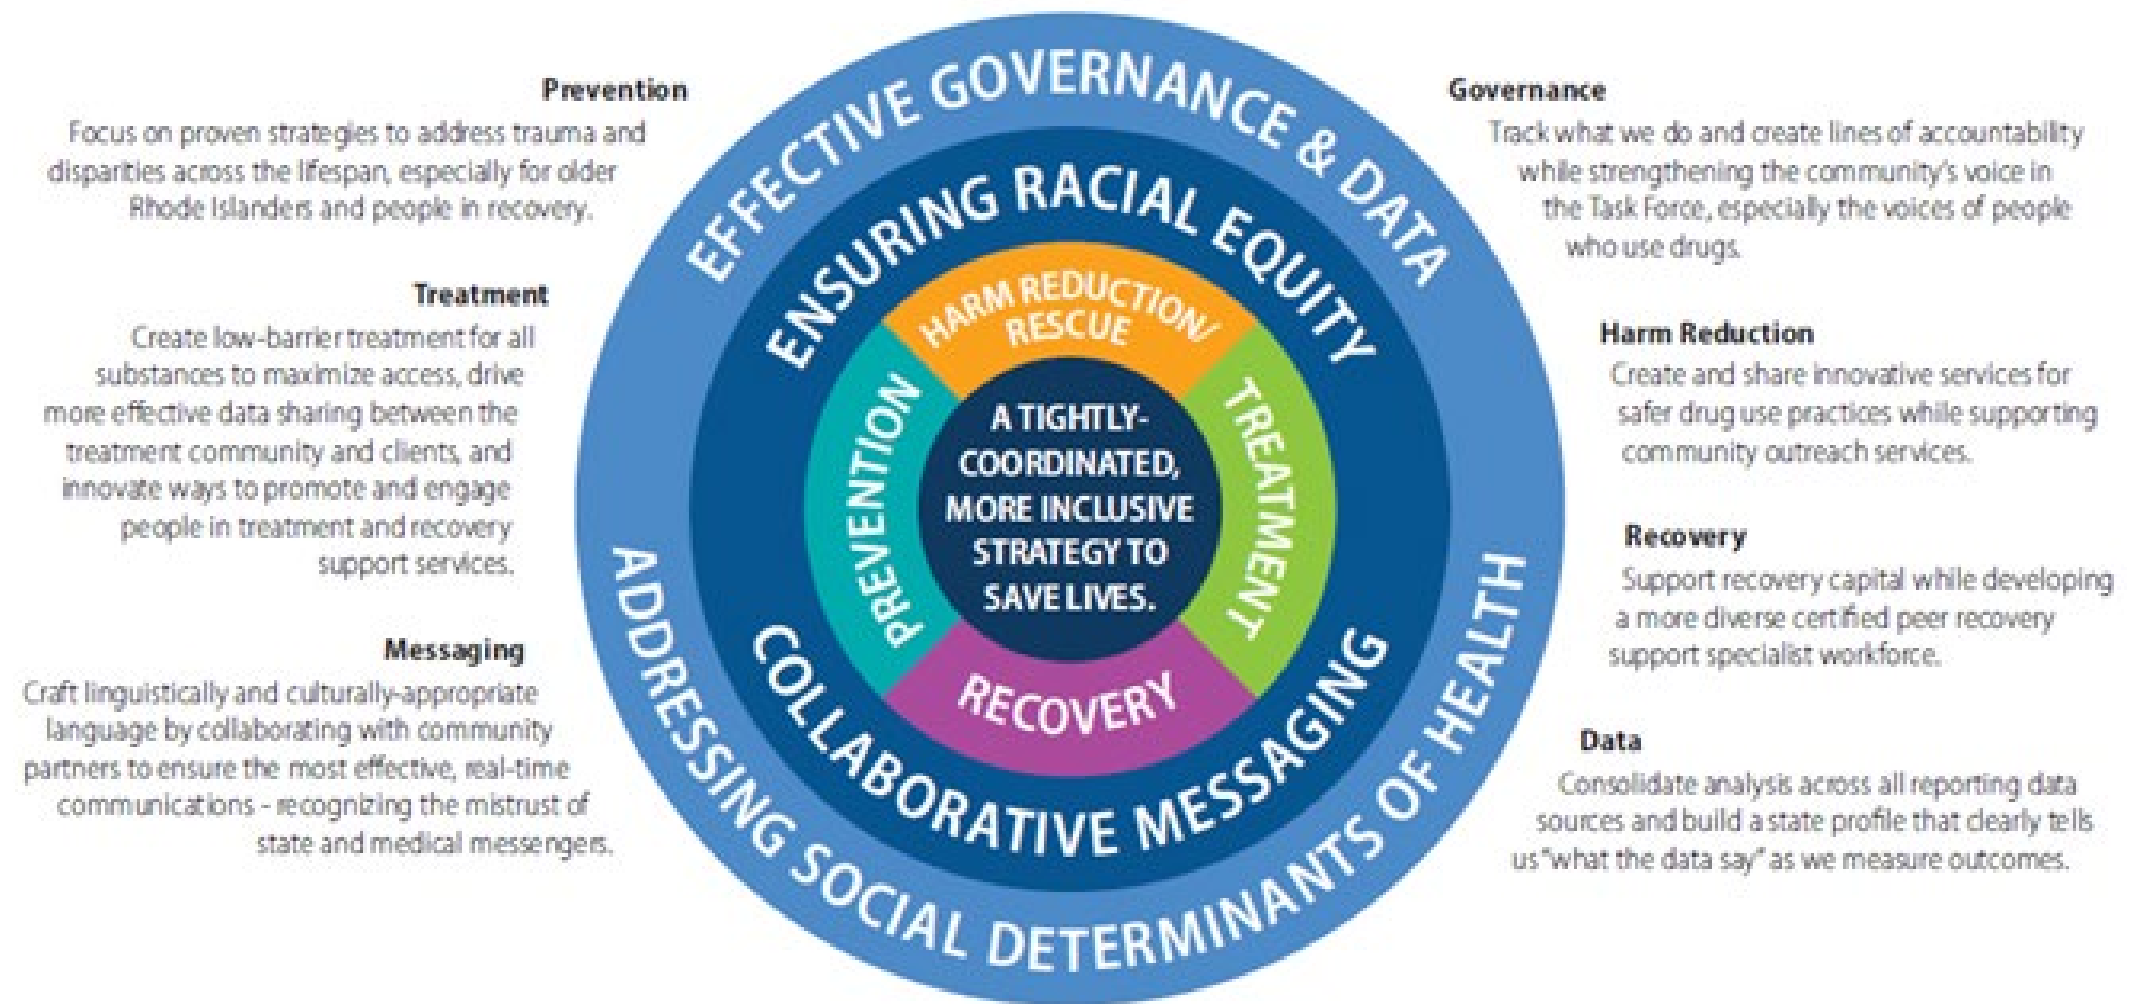 Prevention
Focus on proven strategies to address trauma and
disparities across the lifespan, especially for older
Rhode Islanders and people in recovery.
Treatment
Create low-barrier treatment for all
substances to maximize access, drive
more effective data sharing between the
treatment community and clients, and
innovate ways to promote and engage
people in treatment and recovery
support services.
Messaging
Craft linguistically and culturally-appropriate
language by collaborating with community
partners to ensure the most effective, real-time
communications - recognizing the mistrust of
state and medical messengers.
EFFECTIVE GOVERNANCE & DATA
ENSURING RACIAL EQUITY
HARM REDUCTION/
RESCUE
PREVENTION
A TIGHTLY-
COORDINATED,
MORE INCLUSIVE
STRATEGY TO
SAVE LIVES.
TREATMENT
RECOVERY
COLLABORATIVE MESSAGING
ADDRESSING SOCIAL DETERMINANTS OF HEALTH
Governance
Track what we do and create lines of accountability
while strengthening the community's voice in
the Task Force, especially the voices of people
who use drugs.
Harm Reduction
Create and share innovative services for
safer drug use practices while supporting
community outreach services.
Recovery
Support recovery capital while developing
a more diverse certified peer recovery
support specialist workforce.
Data
Consolidate analysis across all reporting data
sources and build a state profile that clearly tells
us "what the data say" as we measure outcomes.